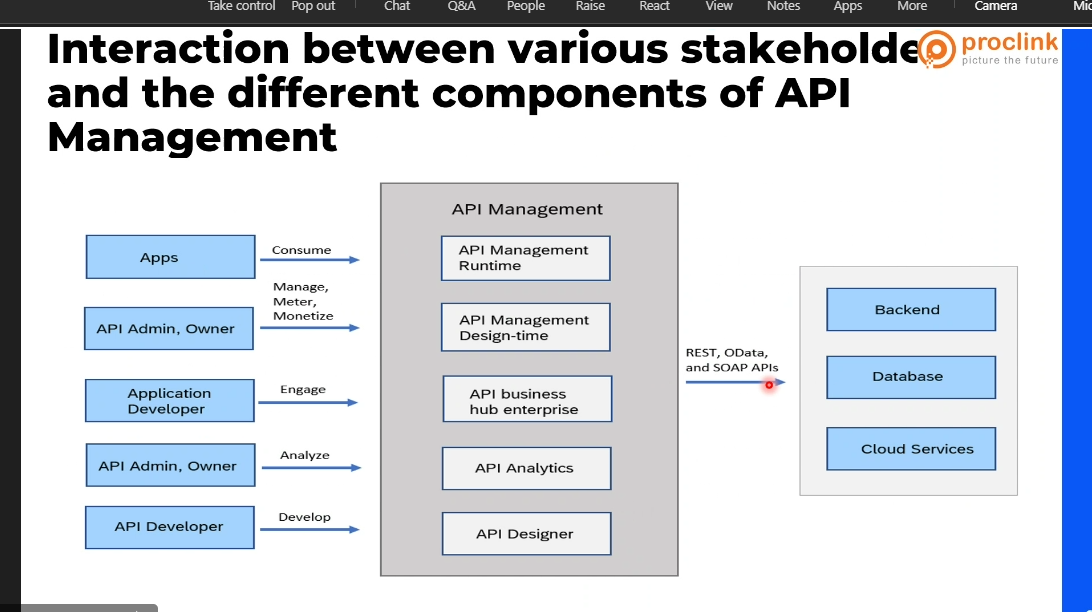 Take control Pop out Chat Q&A People Raise React View Notes Apps More Camera
Interaction between various
and the different components of API
Management
proclink
picture the future
API Management
Apps
Consume
API Management
Runtime
API Admin, Owner
Manage,
Meter,
Monetize
API Management
Design-time
Application
Developer
Engage
API business
hub enterprise
API Admin, Owner
Analyze
API Analytics
API Developer
Develop
API Designer
REST, OData,
and SOAP APIs
Backend
Database
Cloud Services